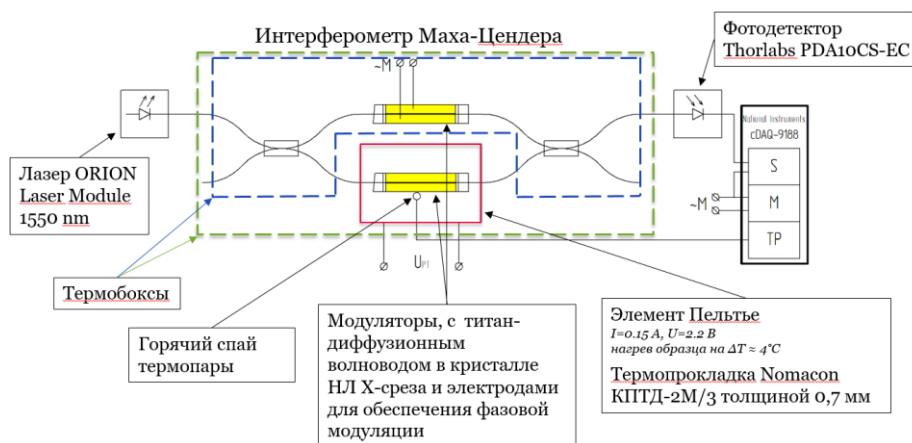 Интерферометр Маха-Цендера
Фотодетектор
Thorlabs PDA10CS-EC
~М
National Instruments
cDAQ-9188
S
~М
M
TP
Лазер ORION
Laser Module
1550 nm
Uпт
Термобоксы
Горячий спай
термопары
Модуляторы, с титан-
диффузионным
волноводом в кристалле
НЛ X-среза и электродами
для обеспечения фазовой
модуляции
Элемент Пельтье
I=0.15 А, U=2.2 В
нагрев образца на ΔT ≈ 4°C
Термопрокладка Nomacon
КПТД-2М/3 толщиной 0,7 мм